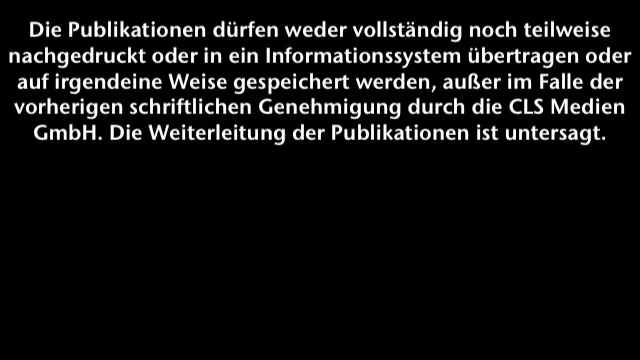 Die Publikationen dürfen weder vollständig noch teilweise
nachgedruckt oder in ein Informationssystem übertragen oder
auf irgendeine Weise gespeichert werden, außer im Falle der
vorherigen schriftlichen Genehmigung durch die CLS Medien
GmbH. Die Weiterleitung der Publikationen ist untersagt.